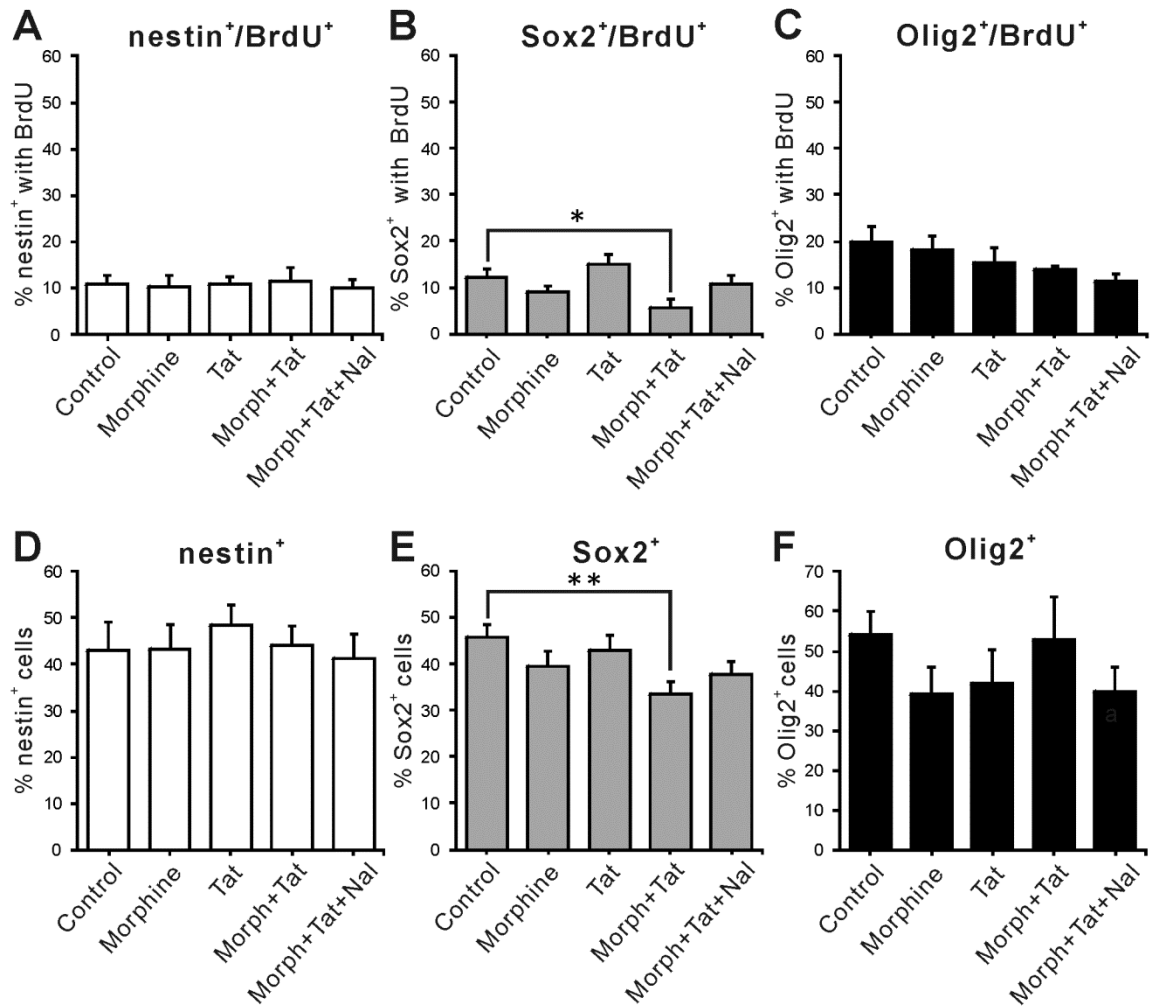 A nestin⁺/BrdU⁺
% nestin⁺ with BrdU
60
50
40
30
20
10
0
Control
Morphine
Tat
Morph+Tat
Morph+Tat+Nal
B Sox2⁺/BrdU⁺
% Sox2⁺ with BrdU
60
50
40
30
20
10
0
*
Control
Morphine
Tat
Morph+Tat
Morph+Tat+Nal
C Olig2⁺/BrdU⁺
% Olig2⁺ with BrdU
60
50
40
30
20
10
0
Control
Morphine
Tat
Morph+Tat
Morph+Tat+Nal
D nestin⁺
% nestin⁺ cells
60
50
40
30
20
10
0
Control
Morphine
Tat
Morph+Tat
Morph+Tat+Nal
E Sox2⁺
% Sox2⁺ cells
60
50
40
30
20
10
0
**
Control
Morphine
Tat
Morph+Tat
Morph+Tat+Nal
F Olig2⁺
% Olig2⁺ cells
70
60
50
40
30
20
10
0
a
Control
Morphine
Tat
Morph+Tat
Morph+Tat+Nal